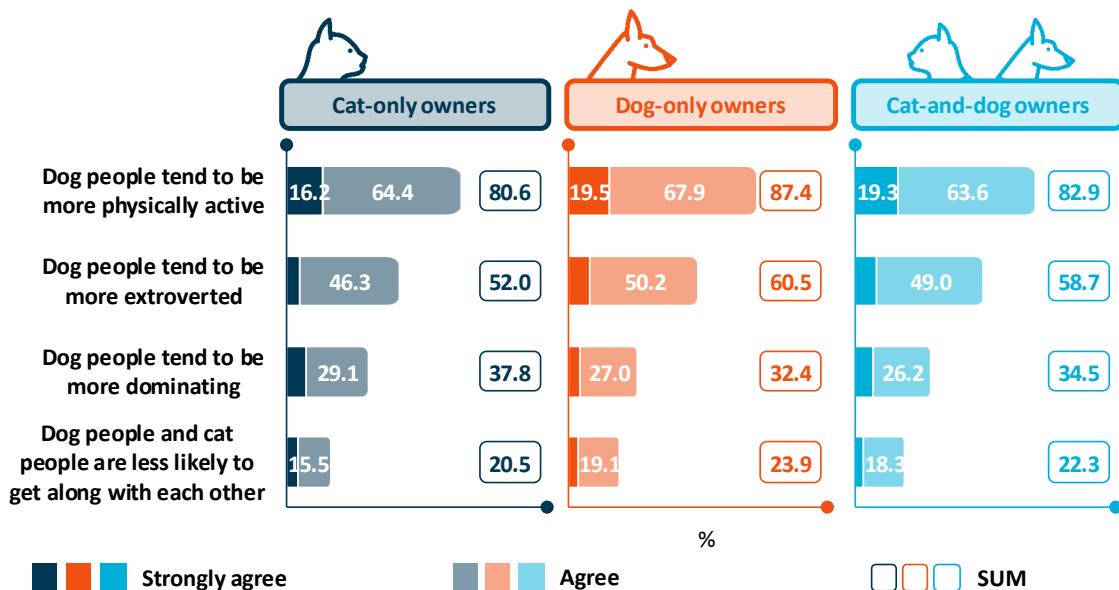 Cat-only owners
Dog-only owners
Cat-and-dog owners
Dog people tend to be
more physically active
16.2 64.4 80.6
19.5 67.9 87.4
19.3 63.6 82.9
Dog people tend to be
more extroverted
46.3 52.0
50.2 60.5
49.0 58.7
Dog people tend to be
more dominating
29.1 37.8
27.0 32.4
26.2 34.5
Dog people and cat
people are less likely to
get along with each other
15.5 20.5
19.1 23.9
18.3 22.3
%
Strongly agree
Agree
SUM